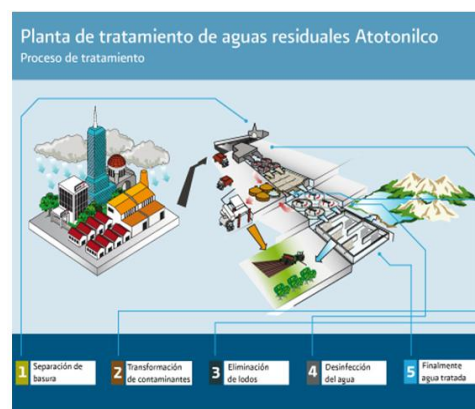 Planta de tratamiento de aguas residuales Atotonilco
Proceso de tratamiento
1 Separación de
basura
2 Transformación
de contaminantes
3 Eliminación
de lodos
4 Desinfección
del agua
5 Finalmente
agua tratada